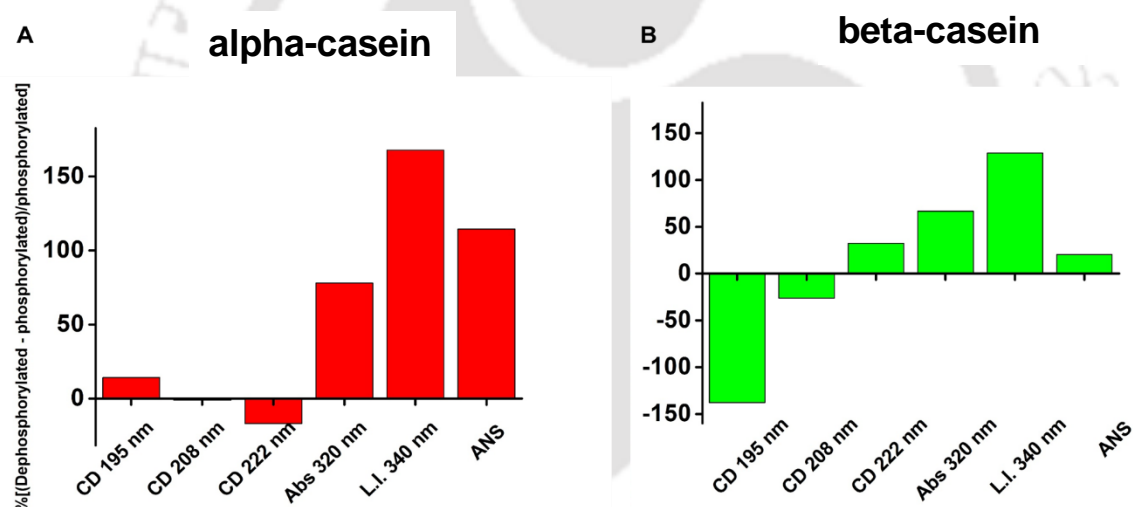 A
alpha-casein
%[(Dephosphorylated - phosphorylated)/phosphorylated]
150
100
50
0
CD 195 nm
CD 208 nm
CD 222 nm
Abs 320 nm
L.I. 340 nm
ANS
B
beta-casein
150
100
50
0
-50
-100
-150
CD 195 nm
CD 208 nm
CD 222 nm
Abs 320 nm
L.I. 340 nm
ANS